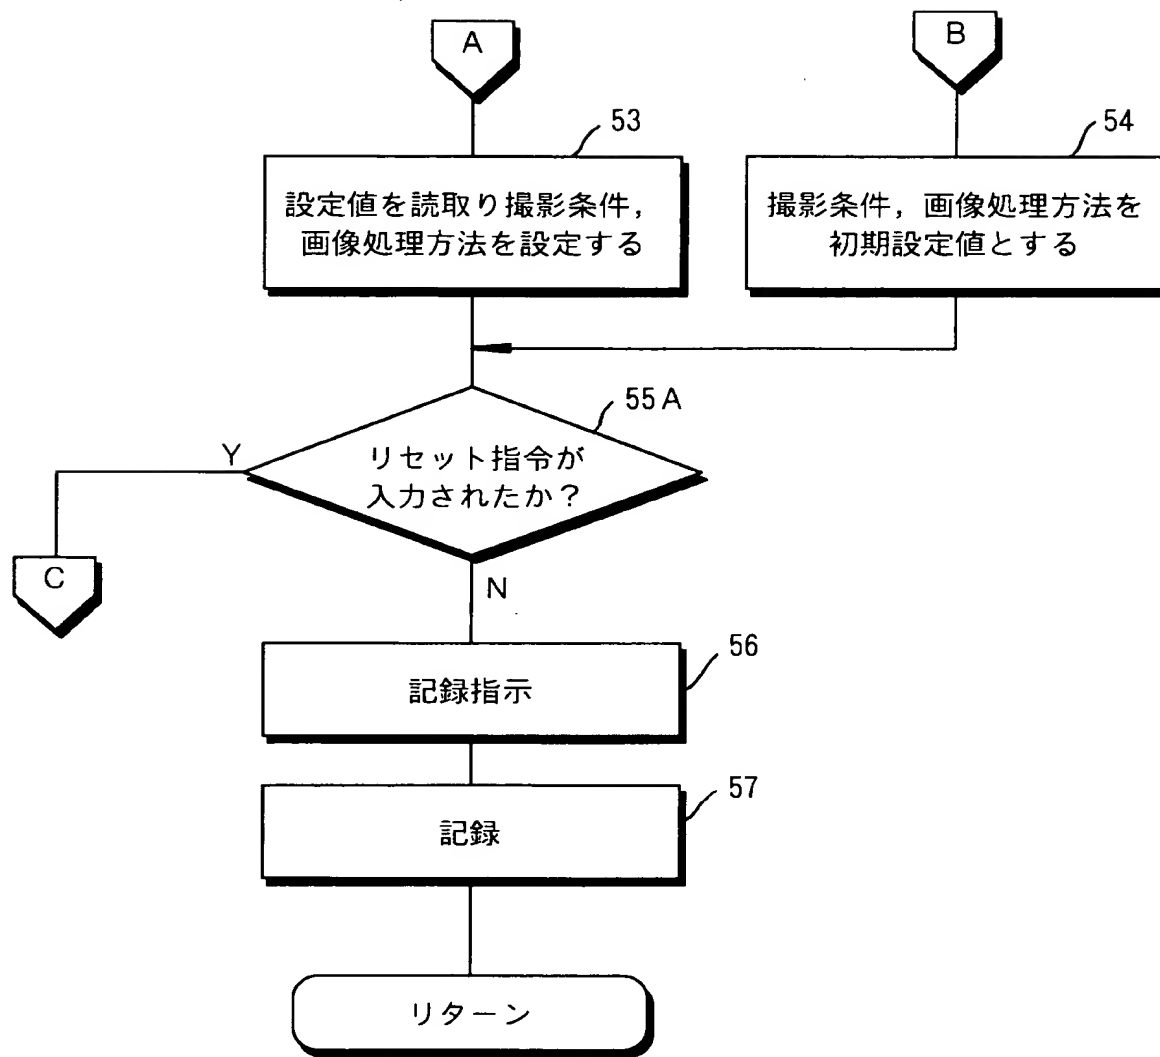 A
B
53
設定値を読取り撮影条件，
画像処理方法を設定する
54
撮影条件，画像処理方法を
初期設定値とする
55A
リセット指令が
入力されたか？
Y
C
N
56
記録指示
57
記録
リターン